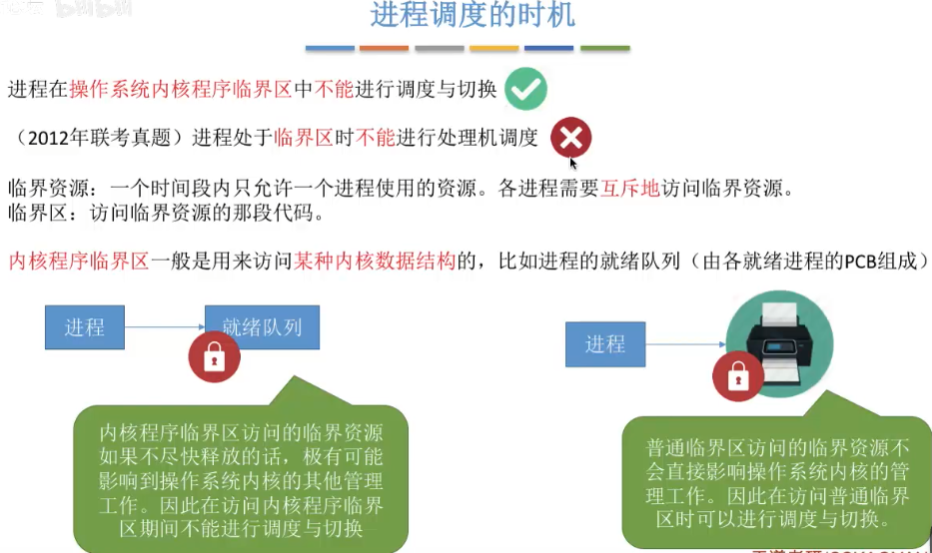 bilibili
进程调度的时机
进程在操作系统内核程序临界区中不能进行调度与切换
（2012年联考真题）进程处于临界区时不能进行处理机调度
临界资源：一个时间段内只允许一个进程使用的资源。各进程需要互斥地访问临界资源。
临界区：访问临界资源的那段代码。
内核程序临界区一般是用来访问某种内核数据结构的，比如进程的就绪队列（由各就绪进程的PCB组成）
进程
就绪队列
内核程序临界区访问的临界资源
如果不尽快释放的话，极有可能
影响到操作系统内核的其他管理
工作。因此在访问内核程序临界
区期间不能进行调度与切换
进程
普通临界区访问的临界资源不
会直接影响操作系统内核的管
理工作。因此在访问普通临界
区时可以进行调度与切换。